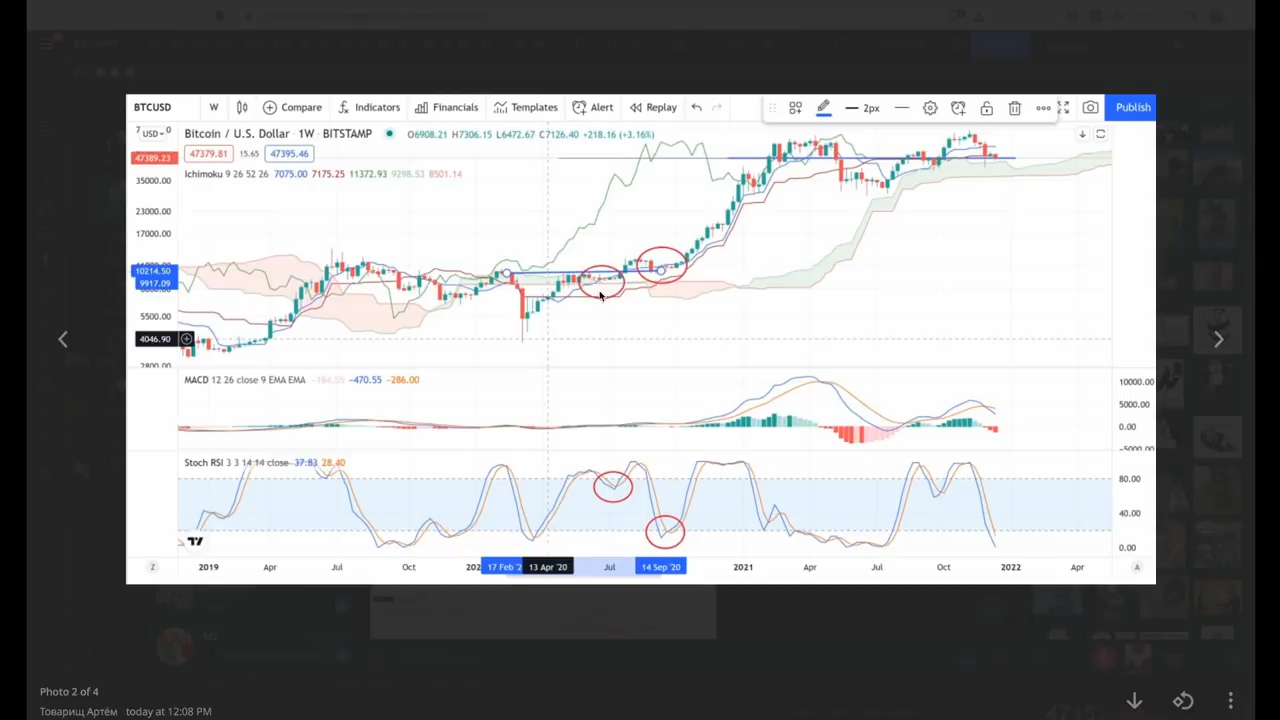 BTCUSD W Compare Indicators Financials Templates Alert Replay 2px Publish
USD Bitcoin / U.S. Dollar · 1W · BITSTAMP O6908.21 H7306.15 L6472.67 C7126.40 +218.16 (+3.16%)
47389.23 47379.81 15.65 47395.46
Ichimoku 9 26 52 26 7075.00 7175.25 11372.93 9298.53 8501.14
35000.00
23000.00
17000.00
10214.50
9917.09
5500.00
4046.90
2800.00
MACD 12 26 close 9 EMA EMA -184.55 -470.55 -286.00
10000.00
5000.00
0.00
-5000.00
Stoch RSI 3 3 14 14 close 37.83 28.40
80.00
40.00
0.00
Z 2019 Apr Jul Oct 202 17 Feb '2 13 Apr '20 Jul 14 Sep '20 2021 Apr Jul Oct 2022 Apr A
Photo 2 of 4
Товарищ Артём today at 12:08 PM